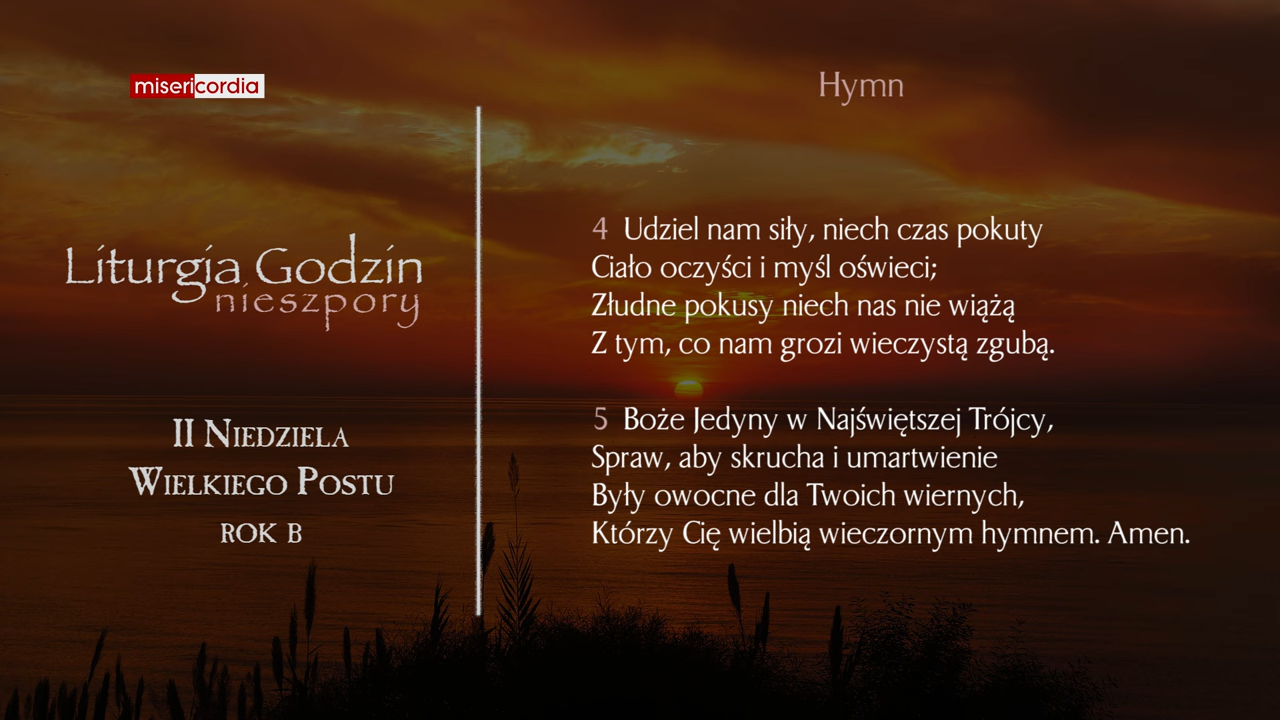 misericordia
Liturgia Godzin
nieszpory
II Niedziela
Wielkiego Postu
rok B
Hymn
4 Udziel nam siły, niech czas pokuty
Ciało oczyści i myśl oświeci;
Złudne pokusy niech nas nie wiążą
Z tym, co nam grozi wieczystą zgubą.
5 Boże Jedyny w Najświętszej Trójcy,
Spraw, aby skrucha i umartwienie
Były owocne dla Twoich wiernych,
Którzy Cię wielbią wieczornym hymnem. Amen.